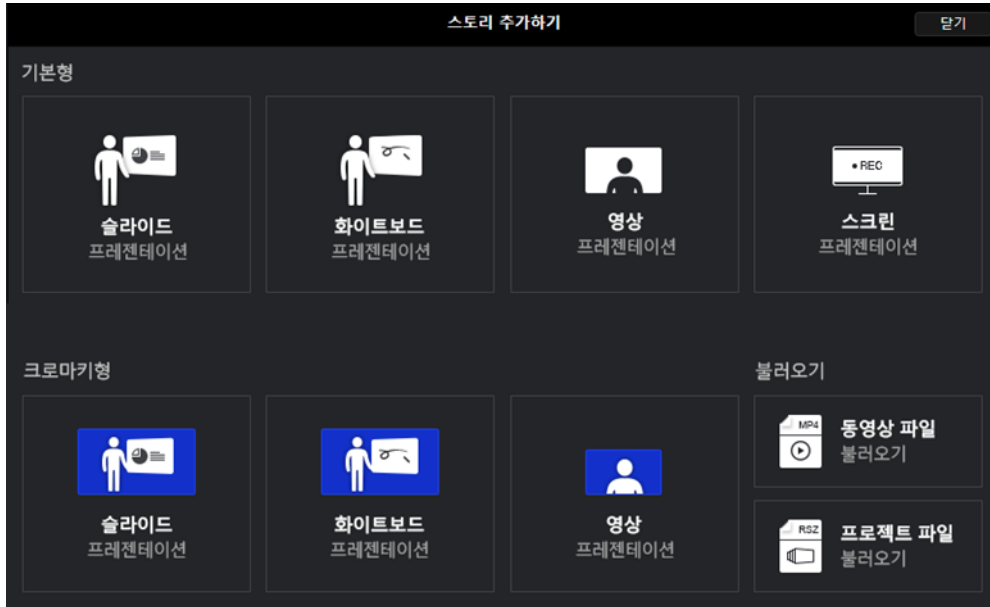 스토리 추가하기
닫기
기본형
슬라이드
프레젠테이션
화이트보드
프레젠테이션
영상
프레젠테이션
• REC
스크린
프레젠테이션
크로마키형
슬라이드
프레젠테이션
화이트보드
프레젠테이션
영상
프레젠테이션
불러오기
MP4
동영상 파일
불러오기
RSZ
프로젝트 파일
불러오기